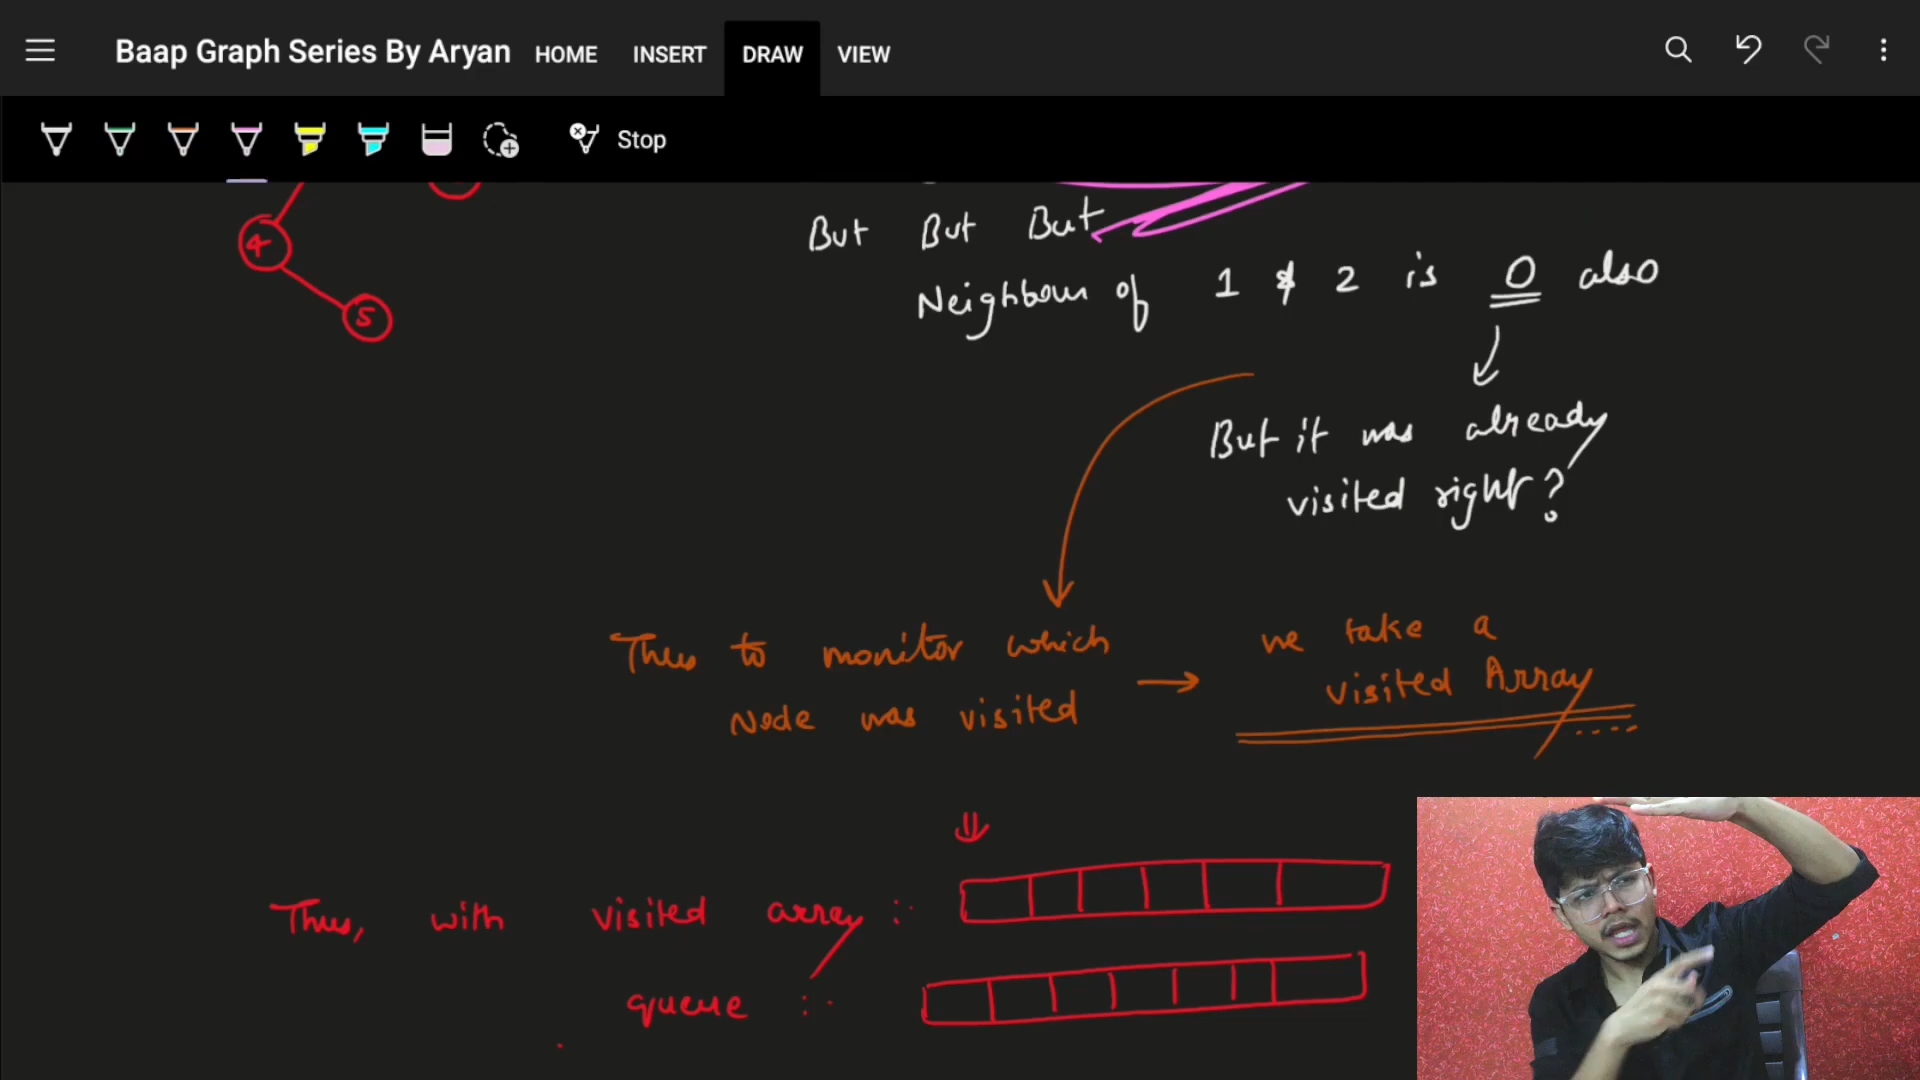 Baap Graph Series By Aryan HOME INSERT DRAW VIEW
Stop
4
5
But But But
Neighbour of 1 & 2 is 0 also
But it was already
visited right?
Thus to monitor which
Node was visited
we take a
visited Array
Thus, with visited array :-
queue :-